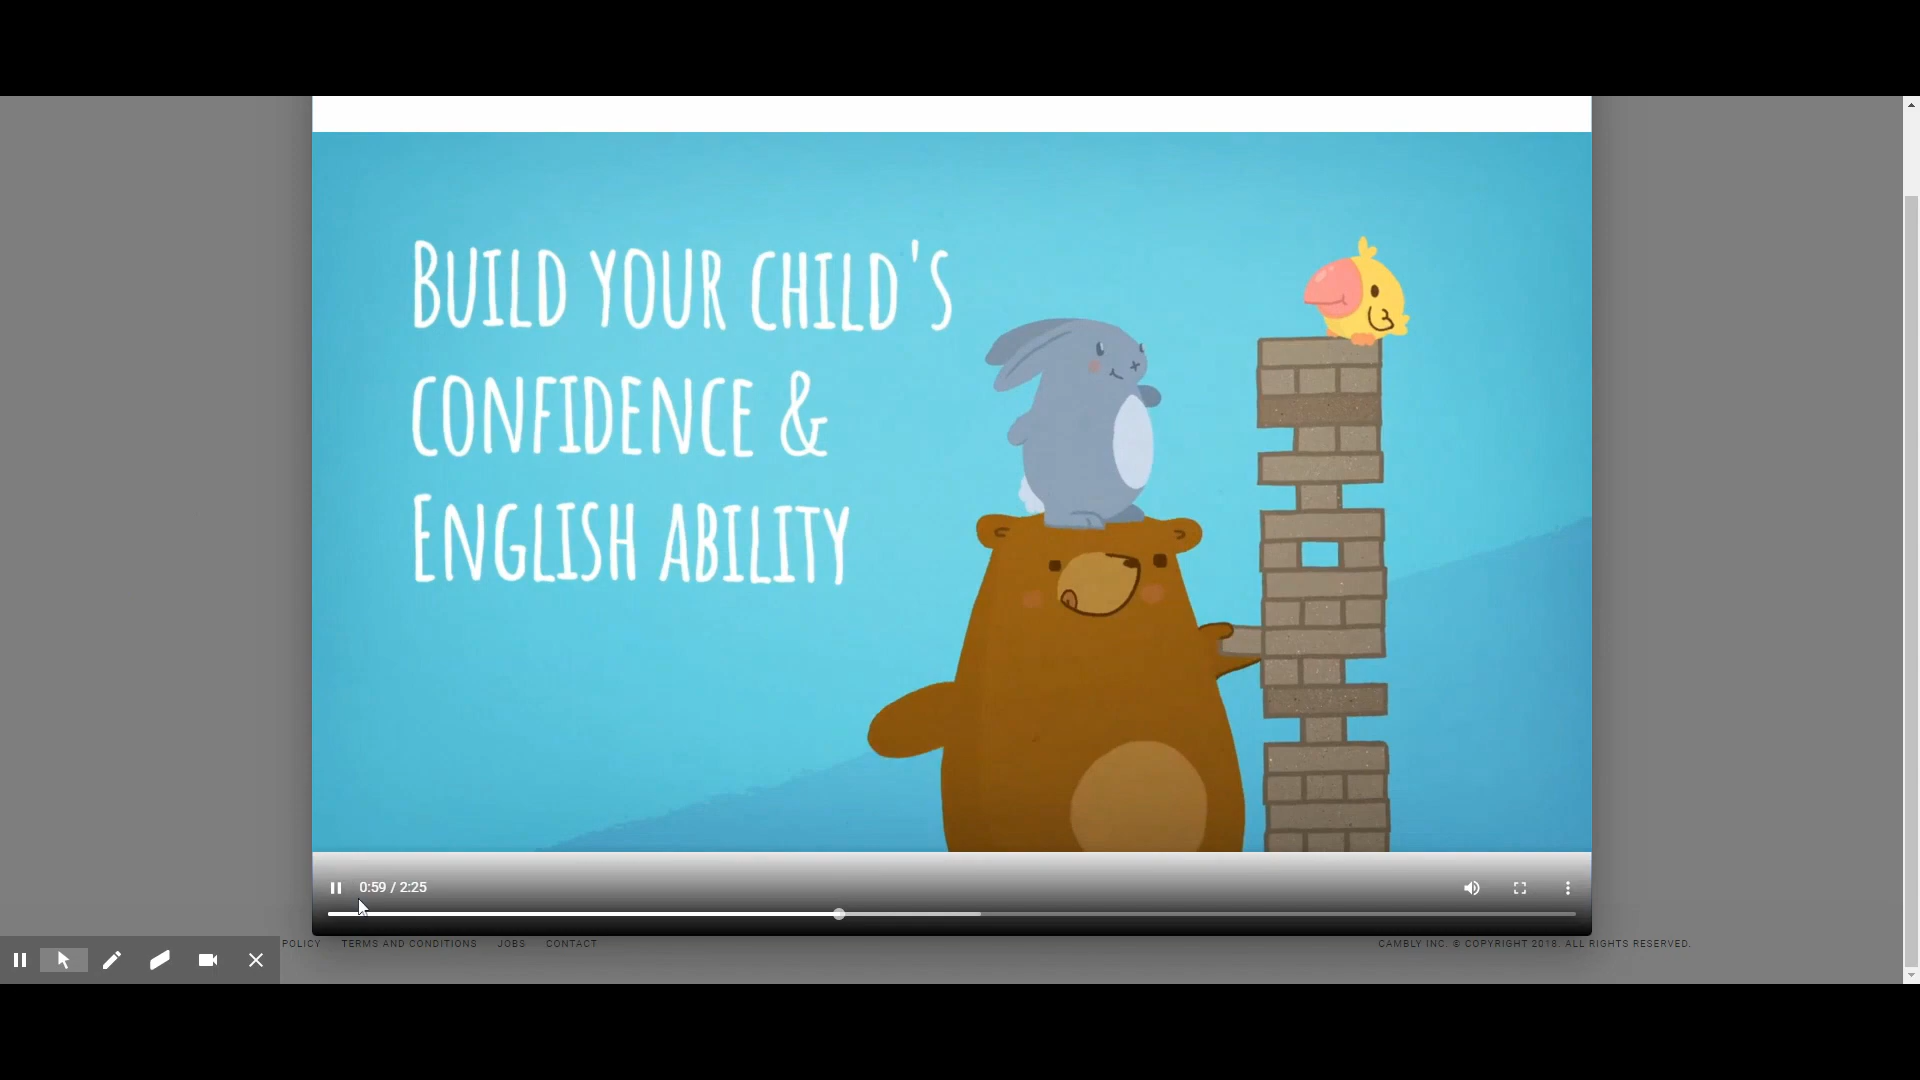 BUILD YOUR CHILD'S
CONFIDENCE &
ENGLISH ABILITY
0:59 / 2:25
POLICY TERMS AND CONDITIONS JOBS CONTACT CAMBLY INC. © COPYRIGHT 2018. ALL RIGHTS RESERVED.